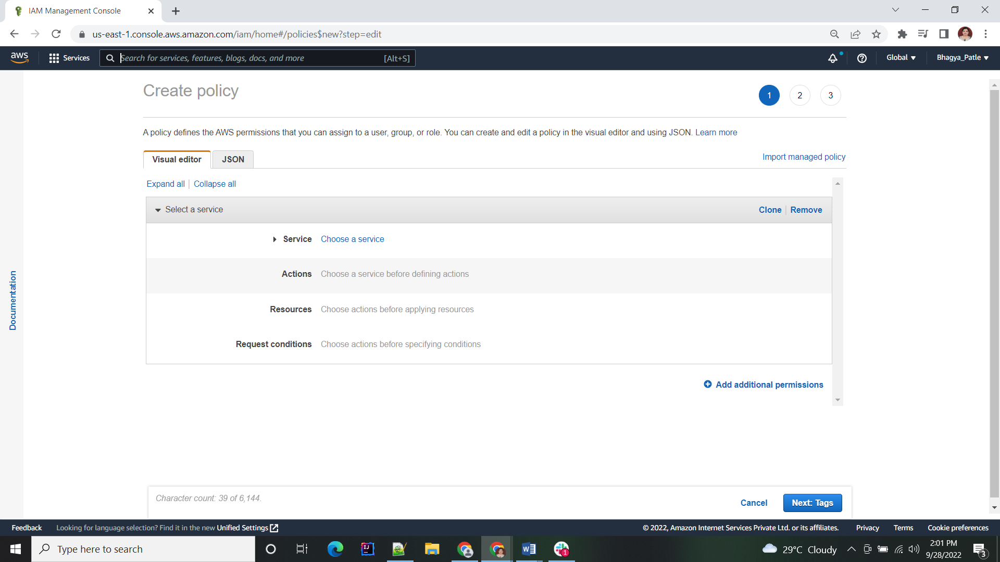 IAM Management Console
us-east-1.console.aws.amazon.com/iam/home#/policies$new?step=edit
aws Services Search for services, features, blogs, docs, and more [Alt+S] Global Bhagya_Patle
Create policy
1 2 3
A policy defines the AWS permissions that you can assign to a user, group, or role. You can create and edit a policy in the visual editor and using JSON. Learn more
Visual editor JSON Import managed policy
Expand all Collapse all
Select a service Clone Remove
Service Choose a service
Actions Choose a service before defining actions
Resources Choose actions before applying resources
Request conditions Choose actions before specifying conditions
Add additional permissions
Documentation
Character count: 39 of 6,144.
Cancel Next: Tags
Feedback Looking for language selection? Find it in the new Unified Settings © 2022, Amazon Internet Services Private Ltd. or its affiliates. Privacy Terms Cookie preferences
Type here to search IJ W 1 29°C Cloudy 2:01 PM
9/28/2022 3